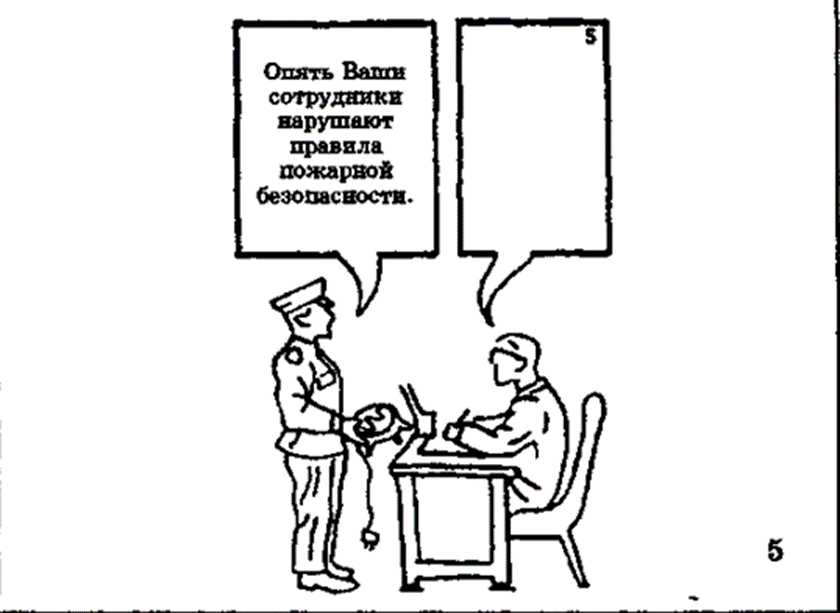 Опять Ваши
сотрудники
нарушают
правила
пожарной
безопасности.
5
5